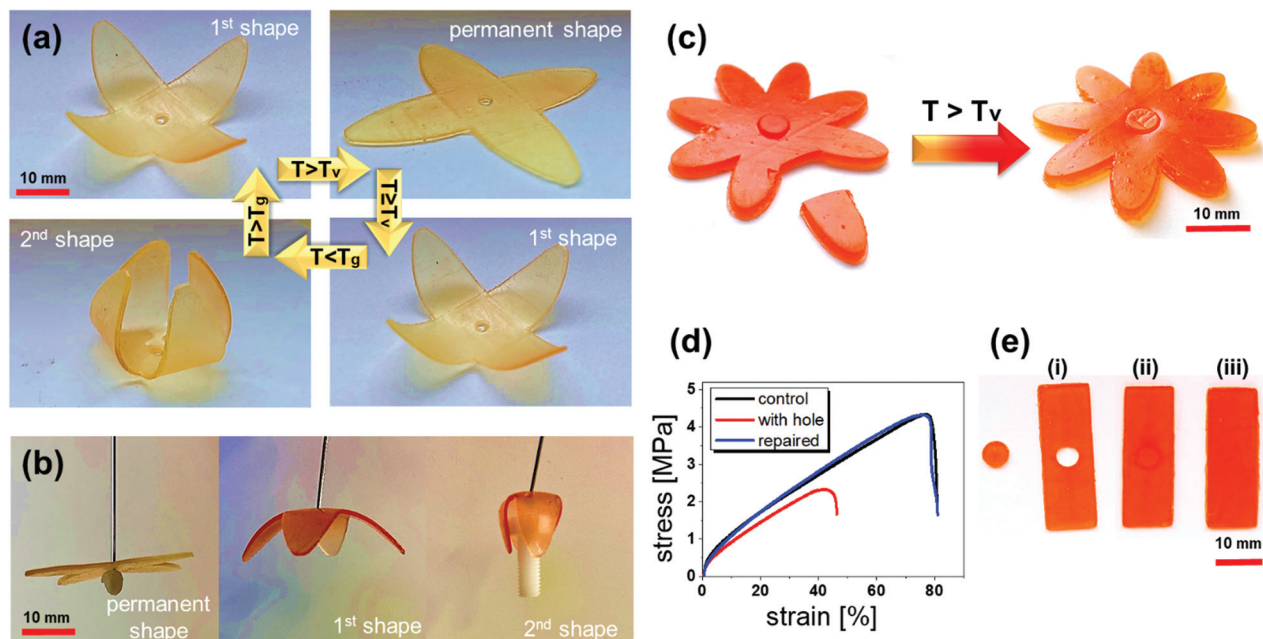 (a)
1st shape
permanent shape
10 mm
T>Tv
T≥Tv
T<Tg
T>Tg
2nd shape
1st shape
(b)
10 mm
permanent
shape
1st shape
2nd shape
(c)
T > Tv
10 mm
(d)
5
4
3
2
1
0
stress [MPa]
control
with hole
repaired
0 20 40 60 80
strain [%]
(e)
(i) (ii) (iii)
10 mm